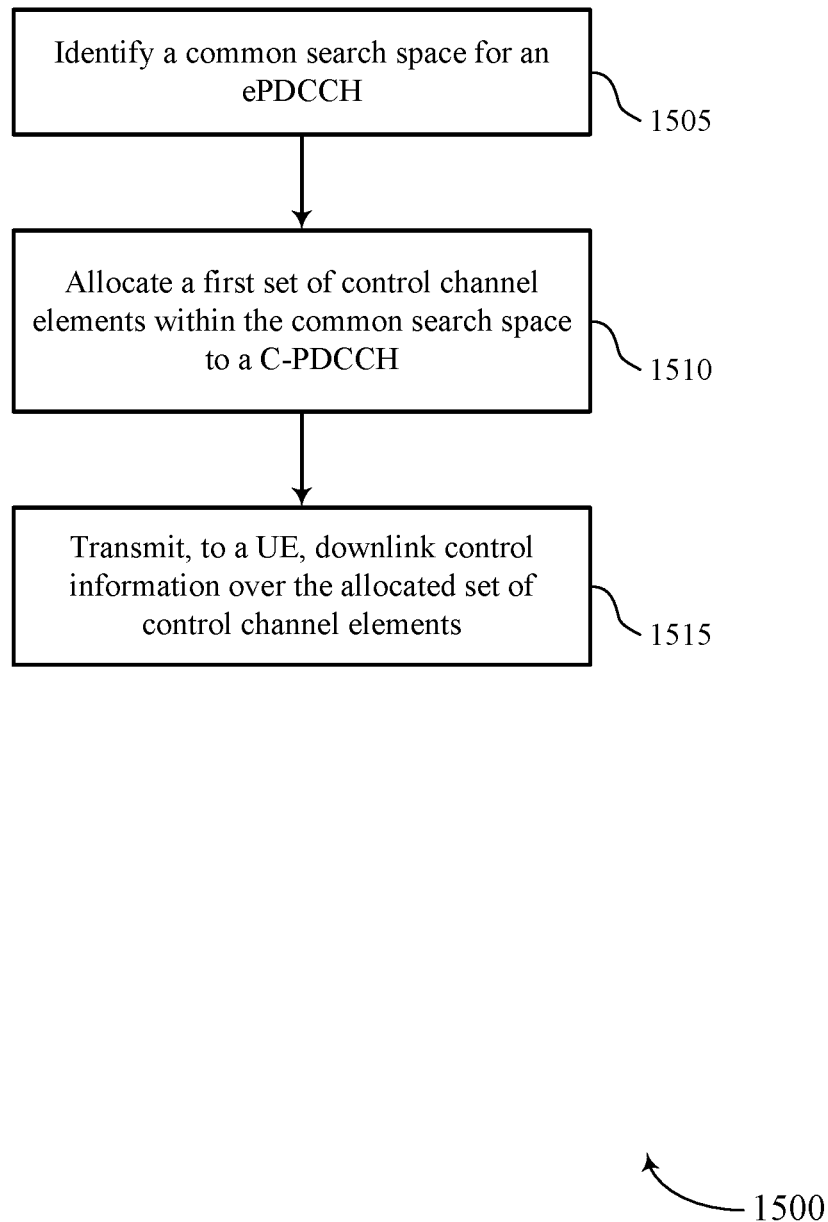 Identify a common search space for an
ePDCCH
1505
Allocate a first set of control channel
elements within the common search space
to a C-PDCCH
1510
Transmit, to a UE, downlink control
information over the allocated set of
control channel elements
1515
1500